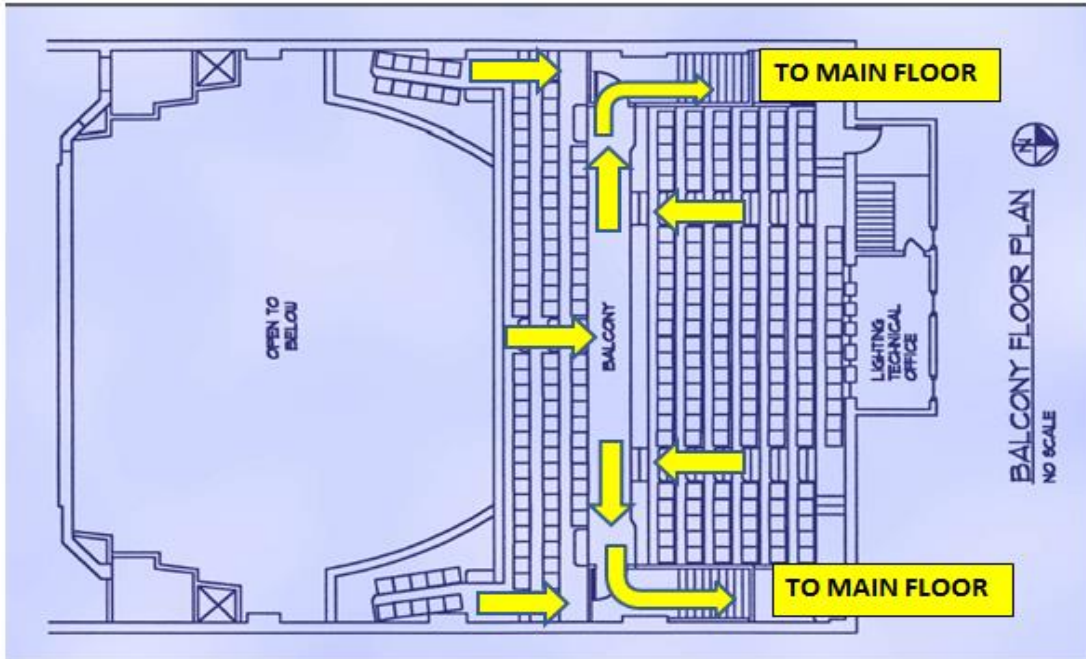 TO MAIN FLOOR
N
OPEN TO
BELOW
BALCONY
LIGHTING
TECHNICAL
OFFICE
BALCONY FLOOR PLAN
NO SCALE
TO MAIN FLOOR